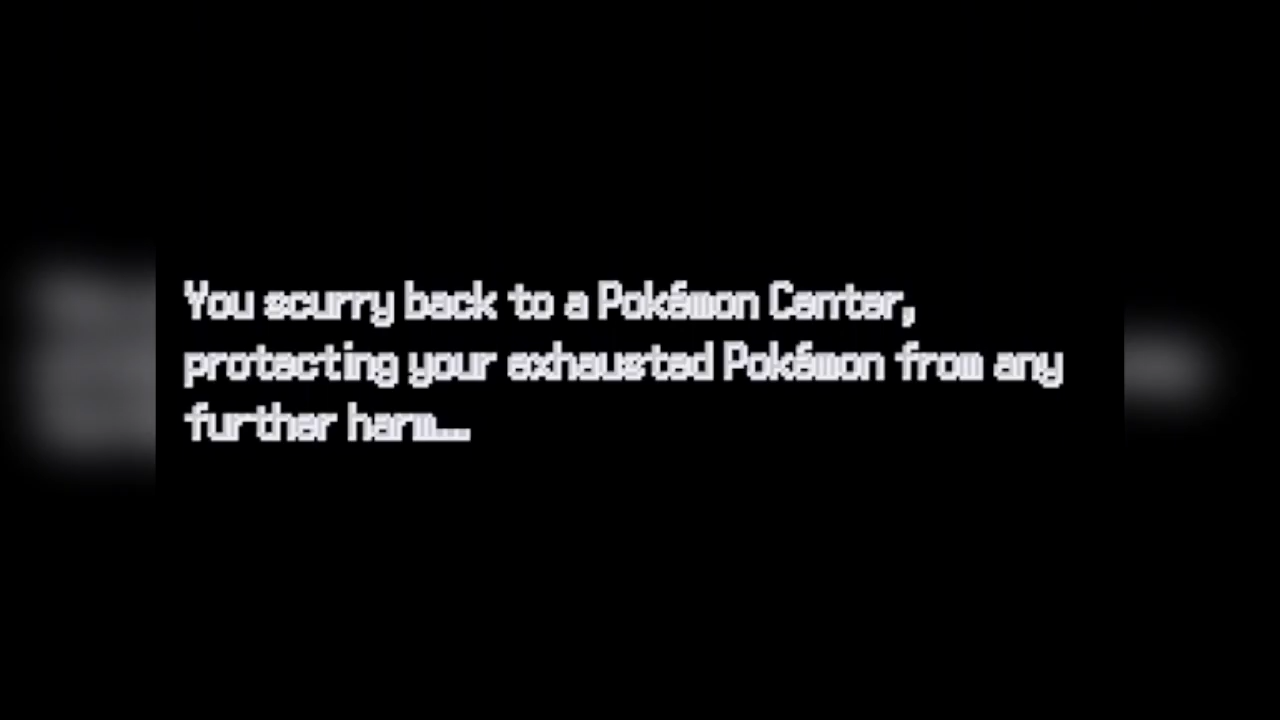 You scurry back to a Pokémon Center,
protecting your exhausted Pokémon from any
further harm...